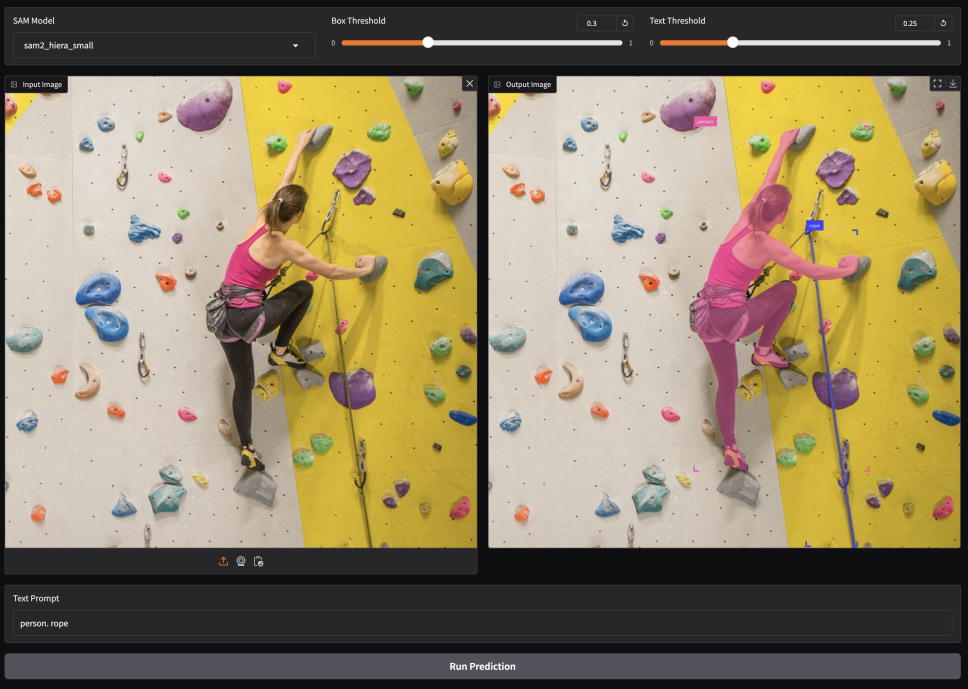 SAM Model
sam2_hiera_small
Box Threshold
0.3
0
1
Text Threshold
0.25
0
1
Input Image
Output Image
person
rope
Text Prompt
person. rope
Run Prediction